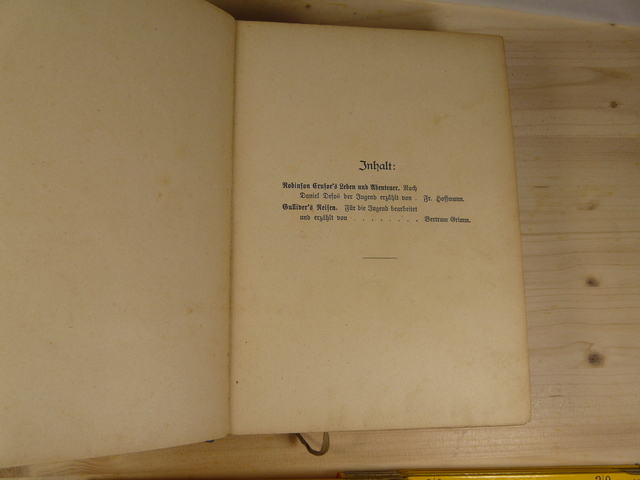 Inhalt:
Robinson Crusoe's Leben und Abenteuer. Nach
Daniel Defoë der Jugend erzählt von . Fr. Hoffmann.
Gulliver's Reisen. Für die Jugend bearbeitet
und erzählt von . . . . . . . . Bertram Grimm.